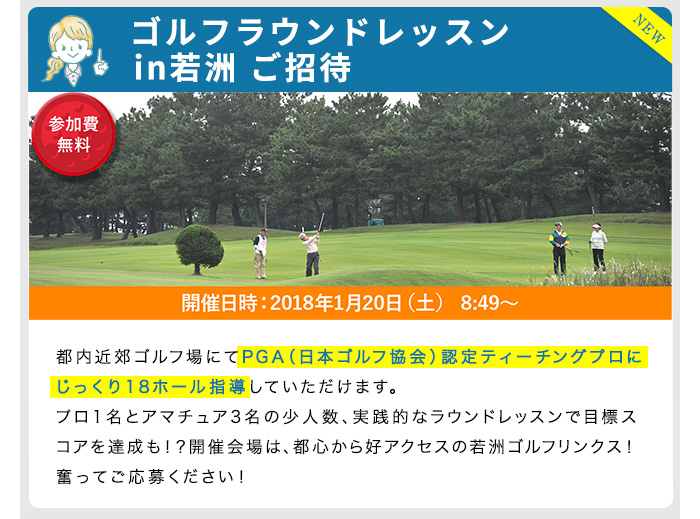 ゴルフラウンドレッスン
in若洲 ご招待
NEW
参加費
無料
開催日時：2018年1月20日（土） 8:49～
都内近郊ゴルフ場にてPGA（日本ゴルフ協会）認定ティーチングプロに
じっくり18ホール指導していただけます。
プロ1名とアマチュア3名の少人数、実践的なラウンドレッスンで目標ス
コアを達成も！？開催会場は、都心から好アクセスの若洲ゴルフリンクス！
奮ってご応募ください！